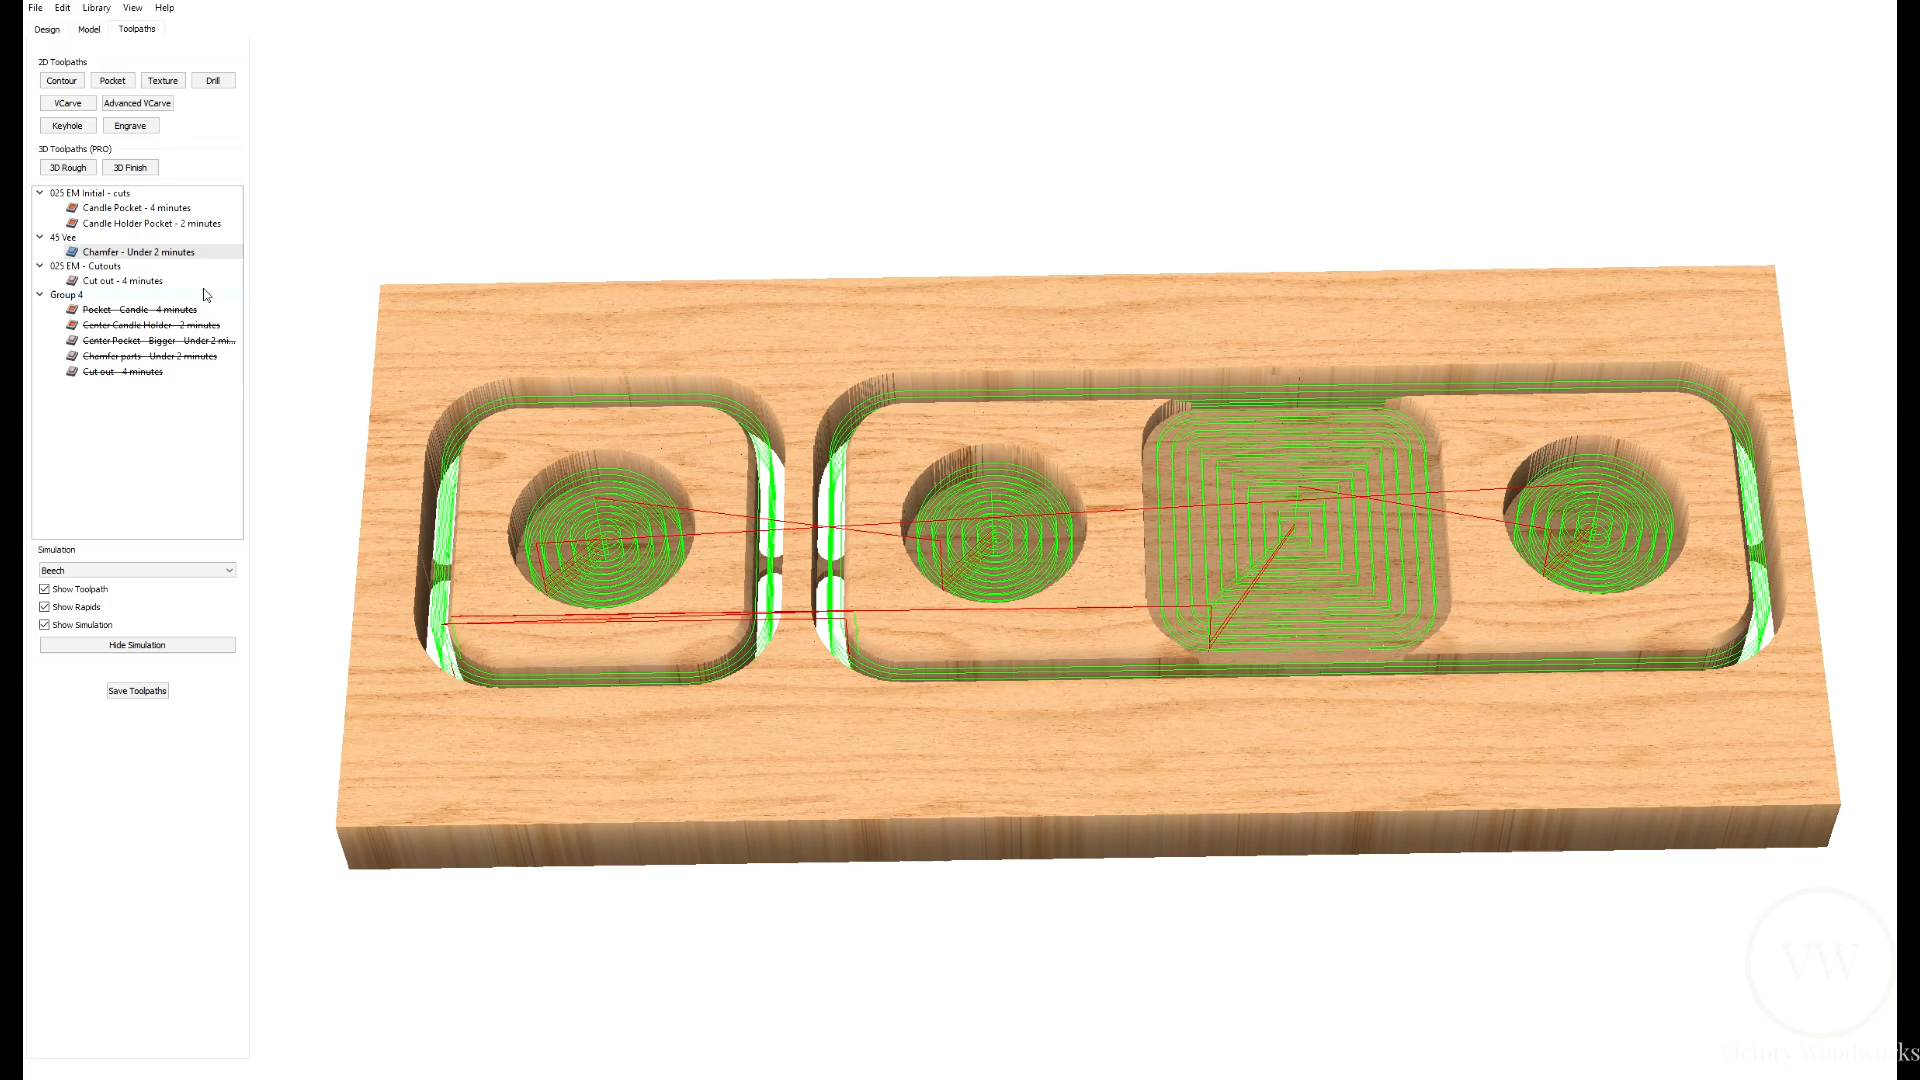 File Edit Library View Help
Design Model Toolpaths
2D Toolpaths
Contour Pocket Texture Drill
VCarve Advanced VCarve
Keyhole Engrave
3D Toolpaths (PRO)
3D Rough 3D Finish
025 EM Initial - cuts
Candle Pocket - 4 minutes
Candle Holder Pocket - 2 minutes
45 Vee
Chamfer - Under 2 minutes
025 EM - Cutouts
Cut out - 4 minutes
Group 4
Pocket - Candle - 4 minutes
Center Candle Holder - 2 minutes
Center Pocket - Bigger - Under 2 mi...
Chamfer parts - Under 2 minutes
Cut out - 4 minutes
Simulation
Beech
Show Toolpath
Show Rapids
Show Simulation
Hide Simulation
Save Toolpaths
VW
Victory Woodworks